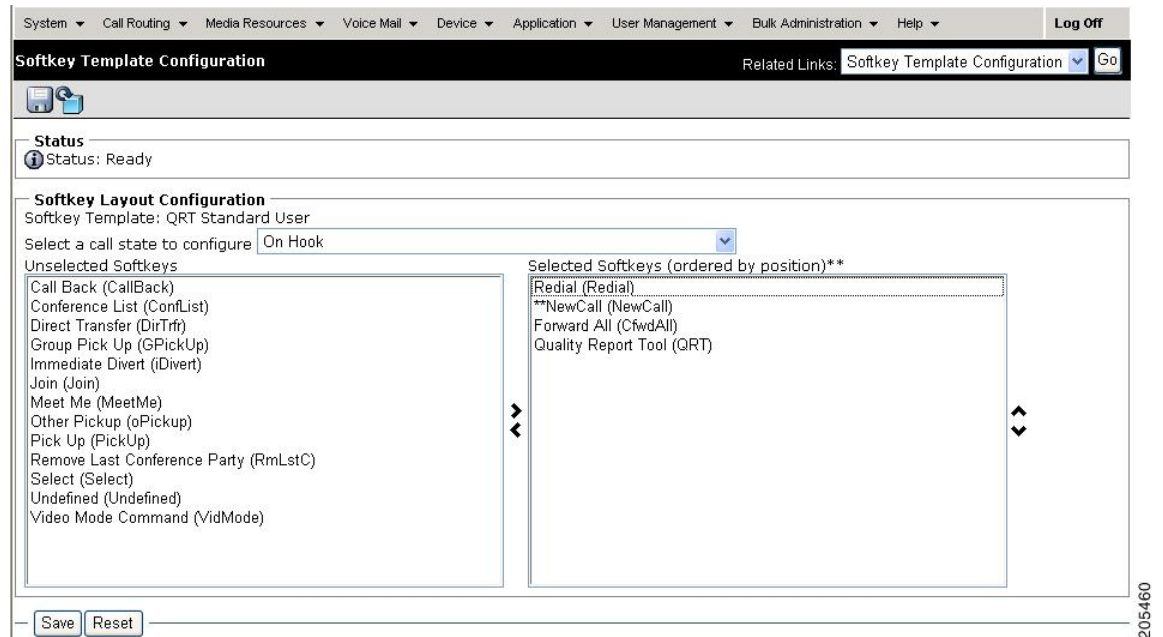 System Call Routing Media Resources Voice Mail Device Application User Management Bulk Administration Help Log Off
Softkey Template Configuration Related Links: Softkey Template Configuration Go
Status
Status: Ready
Softkey Layout Configuration
Softkey Template: QRT Standard User
Select a call state to configure On Hook
Unselected Softkeys
Call Back (CallBack)
Conference List (ConfList)
Direct Transfer (DirTrfr)
Group Pick Up (GPickUp)
Immediate Divert (iDivert)
Join (Join)
Meet Me (MeetMe)
Other Pickup (oPickup)
Pick Up (PickUp)
Remove Last Conference Party (RmLstC)
Select (Select)
Undefined (Undefined)
Video Mode Command (VidMode)
Selected Softkeys (ordered by position)**
Redial (Redial)
**NewCall (NewCall)
Forward All (CfwdAll)
Quality Report Tool (QRT)
Save Reset
205460